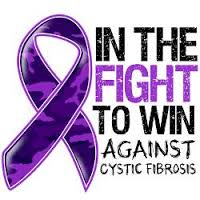 IN THE
FIGHT
TO WIN
AGAINST
CYSTIC FIBROSIS